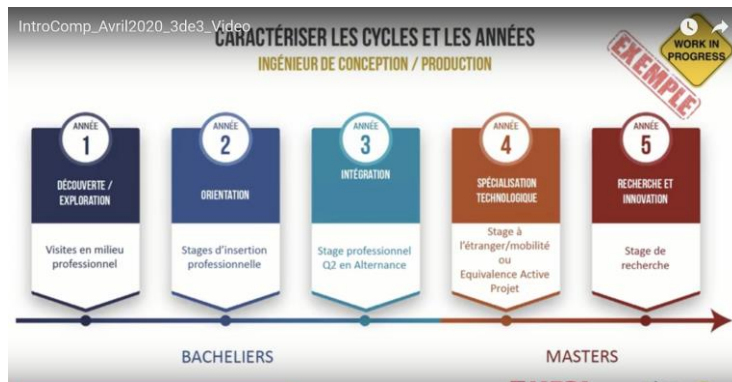 IntroComp_Avril2020_3de3_Video
CARACTÉRISER LES CYCLES ET LES ANNÉES
INGÉNIEUR DE CONCEPTION / PRODUCTION
EXEMPLE
WORK IN
PROGRESS
ANNÉE
1
DÉCOUVERTE /
EXPLORATION
Visites en milieu
professionnel
ANNÉE
2
ORIENTATION
Stages d'insertion
professionnelle
ANNÉE
3
INTÉGRATION
Stage professionnel
Q2 en Alternance
ANNÉE
4
SPÉCIALISATION
TECHNOLOGIQUE
Stage à
l'étranger/mobilité
ou
Equivalence Active
Projet
ANNÉE
5
RECHERCHE ET
INNOVATION
Stage de
recherche
BACHELIERS
MASTERS